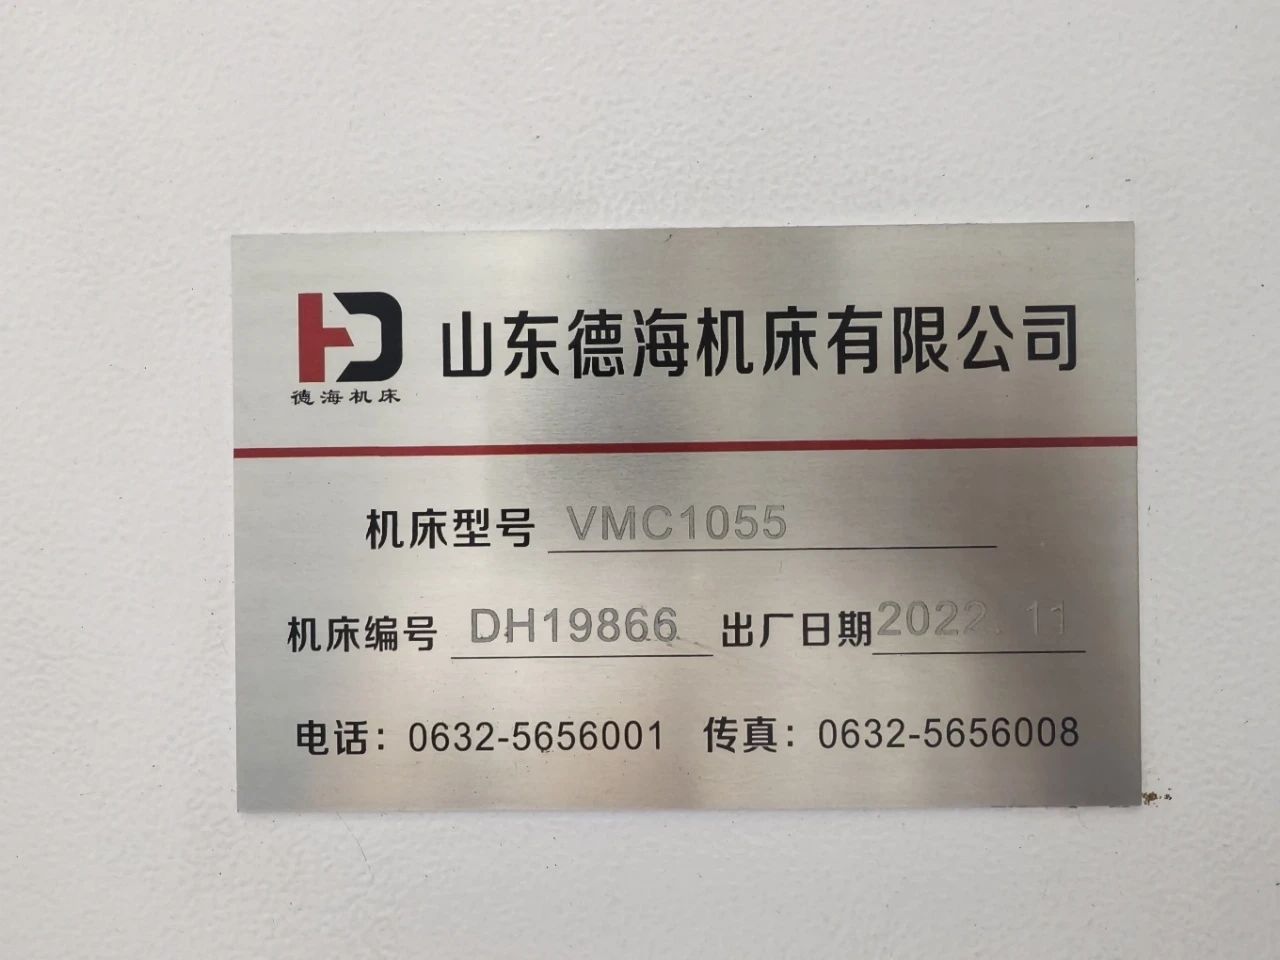 山东德海机床有限公司
德海机床
机床型号 VMC1055
机床编号 DH19866 出厂日期 2022.11
电话：0632-5656001 传真：0632-5656008